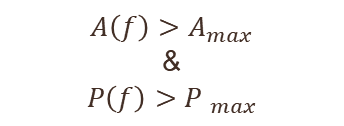 A(f) > A_max
&
P(f) > P_max